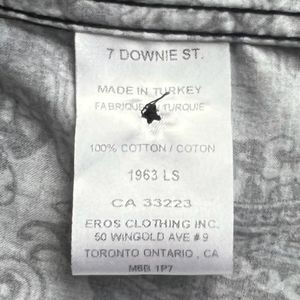 7 DOWNIE ST.
MADE IN TURKEY
FABRIQUE EN TURQUIE
100% COTTON / COTON
1963 LS
CA 33223
EROS CLOTHING INC.
50 WINGOLD AVE # 9
TORONTO ONTARIO , CA
M6B 1P7